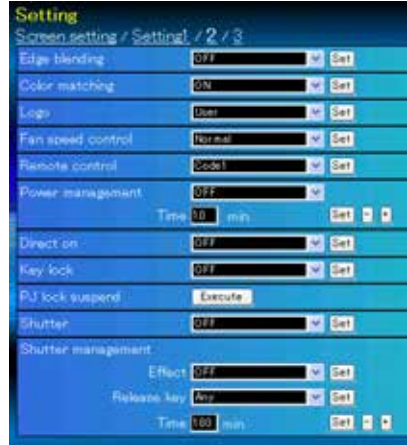 Setting
Screen setting / Setting1 / 2 / 3
Edge blending OFF Set
Color matching ON Set
Logo User Set
Fan speed control Normal Set
Remote control Code1 Set
Power management OFF
Time 10 min Set - +
Direct on OFF Set
Key lock OFF Set
PJ lock suspend Execute
Shutter OFF Set
Shutter management
Effect OFF Set
Release key Any Set
Time 180 min Set - +